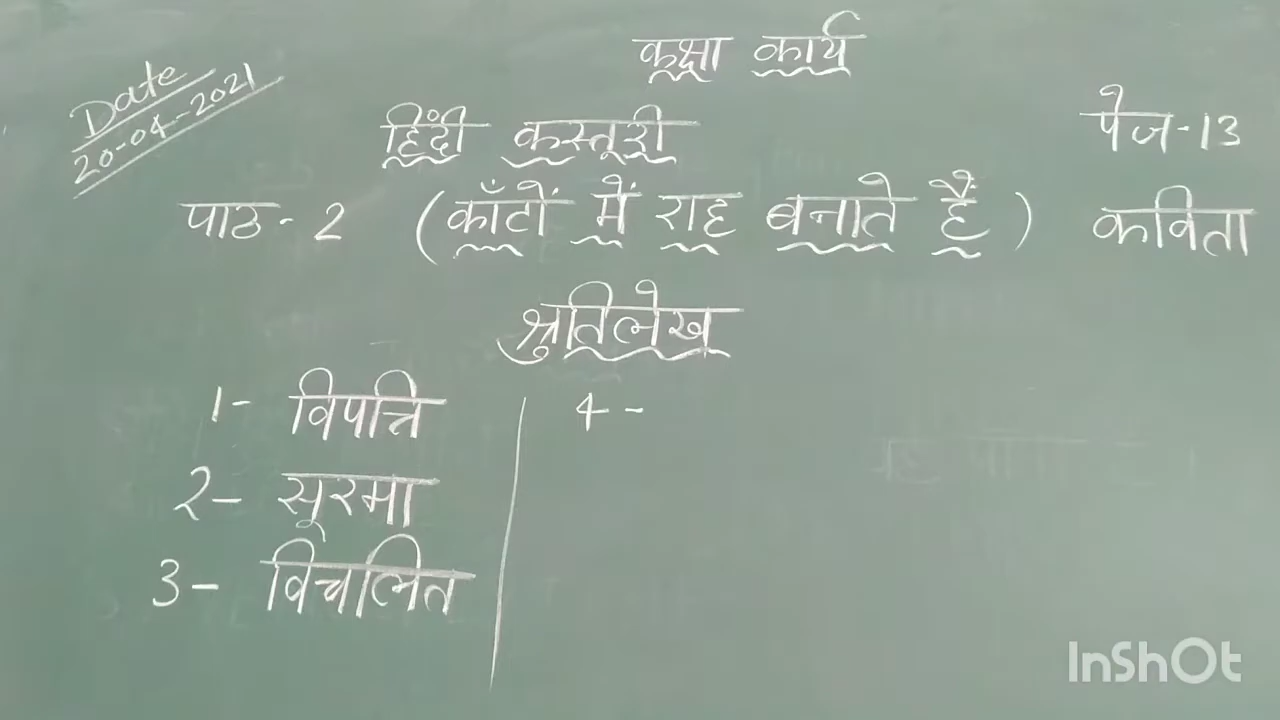 कक्षा कार्य
Date
20-04-2021
हिंदी कस्तूरी
पेज-13
पाठ-2 (काँटों में राह बनाते हैं) कविता
श्रुतिलेख
1- विपत्ति
2- सूरमा
3- विचलित
4-
InShOt